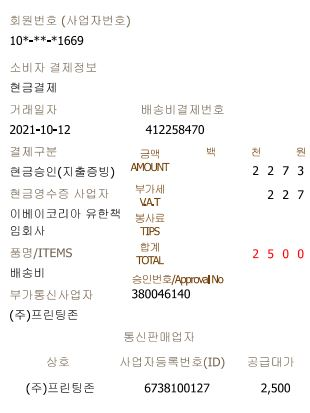 회원번호 (사업자번호)
10*-**-*1669
소비자 결제정보
현금결제
거래일자 배송비결제번호
2021-10-12 412258470
결제구분 금액 백 천 원
현금승인(지출증빙) AMOUNT 2 2 7 3
현금영수증 사업자 부가세 2 2 7
V.A.T
이베이코리아 유한책 봉사료
임회사 TIPS
품명/ITEMS 합계 2 5 0 0
TOTAL
배송비 승인번호/Approval No
부가통신사업자 380046140
(주)프린팅존
통신판매업자
상호 사업자등록번호(ID) 공급대가
(주)프린팅존 6738100127 2,500